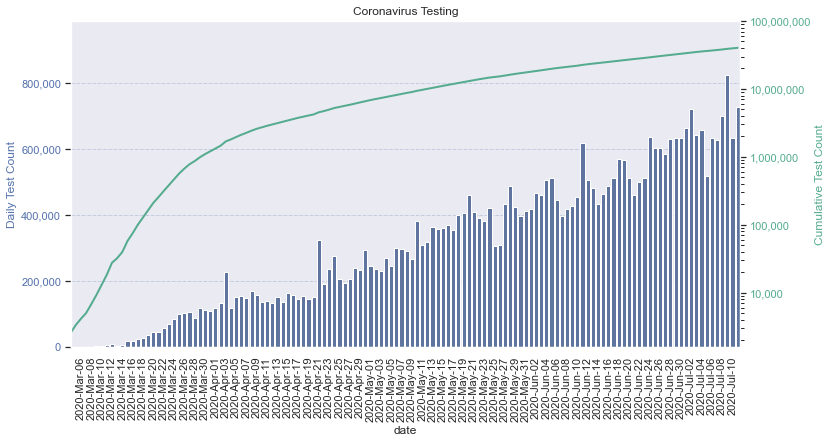 Coronavirus Testing
Daily Test Count
800,000
600,000
400,000
200,000
0
100,000,000
10,000,000
1,000,000
100,000
10,000
Cumulative Test Count
2020-Mar-06
2020-Mar-08
2020-Mar-10
2020-Mar-12
2020-Mar-14
2020-Mar-16
2020-Mar-18
2020-Mar-20
2020-Mar-22
2020-Mar-24
2020-Mar-26
2020-Mar-28
2020-Mar-30
2020-Apr-01
2020-Apr-03
2020-Apr-05
2020-Apr-07
2020-Apr-09
2020-Apr-11
2020-Apr-13
2020-Apr-15
2020-Apr-17
2020-Apr-19
2020-Apr-21
2020-Apr-23
2020-Apr-25
2020-Apr-27
2020-Apr-29
2020-May-01
2020-May-03
2020-May-05
2020-May-07
2020-May-09
2020-May-11
2020-May-13
2020-May-15
2020-May-17
2020-May-19
2020-May-21
2020-May-23
2020-May-25
2020-May-27
2020-May-29
2020-May-31
2020-Jun-02
2020-Jun-04
2020-Jun-06
2020-Jun-08
2020-Jun-10
2020-Jun-12
2020-Jun-14
2020-Jun-16
2020-Jun-18
2020-Jun-20
2020-Jun-22
2020-Jun-24
2020-Jun-26
2020-Jun-28
2020-Jun-30
2020-Jul-02
2020-Jul-04
2020-Jul-06
2020-Jul-08
2020-Jul-10
date